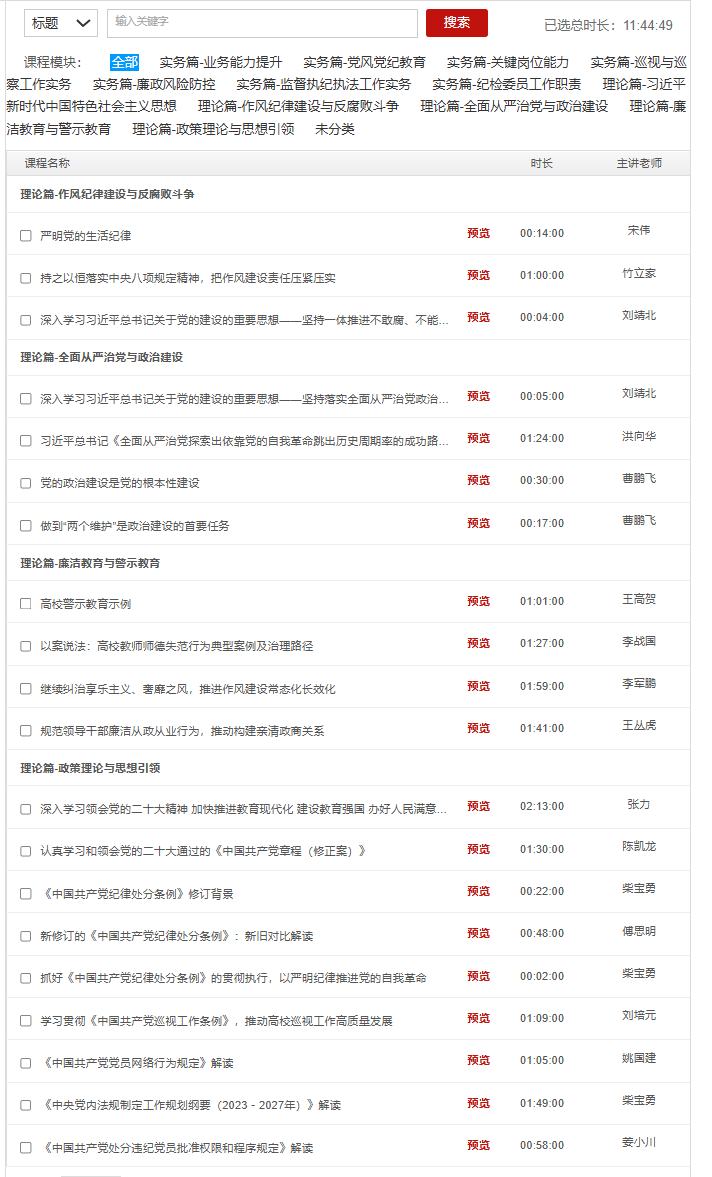 标题 输入关键字 搜索 已选总时长：11:44:49
课程模块： 全部 实务篇-业务能力提升 实务篇-党风党纪教育 实务篇-关键岗位能力 实务篇-巡视与巡
察工作实务 实务篇-廉政风险防控 实务篇-监督执纪执法工作实务 实务篇-纪检委员工作职责 理论篇-习近平
新时代中国特色社会主义思想 理论篇-作风纪律建设与反腐败斗争 理论篇-全面从严治党与政治建设 理论篇-廉
洁教育与警示教育 理论篇-政策理论与思想引领 未分类
课程名称 时长 主讲老师
理论篇-作风纪律建设与反腐败斗争
严明党的生活纪律 预览 00:14:00 宋伟
持之以恒落实中央八项规定精神，把作风建设责任压紧压实 预览 01:00:00 竹立家
深入学习习近平总书记关于党的建设的重要思想——坚持一体推进不敢腐、不能... 预览 00:04:00 刘靖北
理论篇-全面从严治党与政治建设
深入学习习近平总书记关于党的建设的重要思想——坚持落实全面从严治党政治... 预览 00:05:00 刘靖北
习近平总书记《全面从严治党探索出依靠党的自我革命跳出历史周期率的成功路... 预览 01:24:00 洪向华
党的政治建设是党的根本性建设 预览 00:30:00 曹鹏飞
做到“两个维护”是政治建设的首要任务 预览 00:17:00 曹鹏飞
理论篇-廉洁教育与警示教育
高校警示教育示例 预览 01:01:00 王高贺
以案说法：高校教师师德失范行为典型案例及治理路径 预览 01:27:00 李战国
继续纠治享乐主义、奢靡之风，推进作风建设常态化长效化 预览 01:59:00 李军鹏
规范领导干部廉洁从政从业行为，推动构建亲清政商关系 预览 01:41:00 王丛虎
理论篇-政策理论与思想引领
深入学习领会党的二十大精神 加快推进教育现代化 建设教育强国 办好人民满意... 预览 02:13:00 张力
认真学习和领会党的二十大通过的《中国共产党章程（修正案）》 预览 01:30:00 陈凯龙
《中国共产党纪律处分条例》修订背景 预览 00:22:00 柴宝勇
新修订的《中国共产党纪律处分条例》：新旧对比解读 预览 00:48:00 傅思明
抓好《中国共产党纪律处分条例》的贯彻执行，以严明纪律推进党的自我革命 预览 00:02:00 柴宝勇
学习贯彻《中国共产党巡视工作条例》，推动高校巡视工作高质量发展 预览 01:09:00 刘培元
《中国共产党党员网络行为规定》解读 预览 01:05:00 姚国建
《中央党内法规制定工作规划纲要（2023 - 2027年）》解读 预览 01:49:00 柴宝勇
《中国共产党处分违纪党员批准权限和程序规定》解读 预览 00:58:00 姜小川